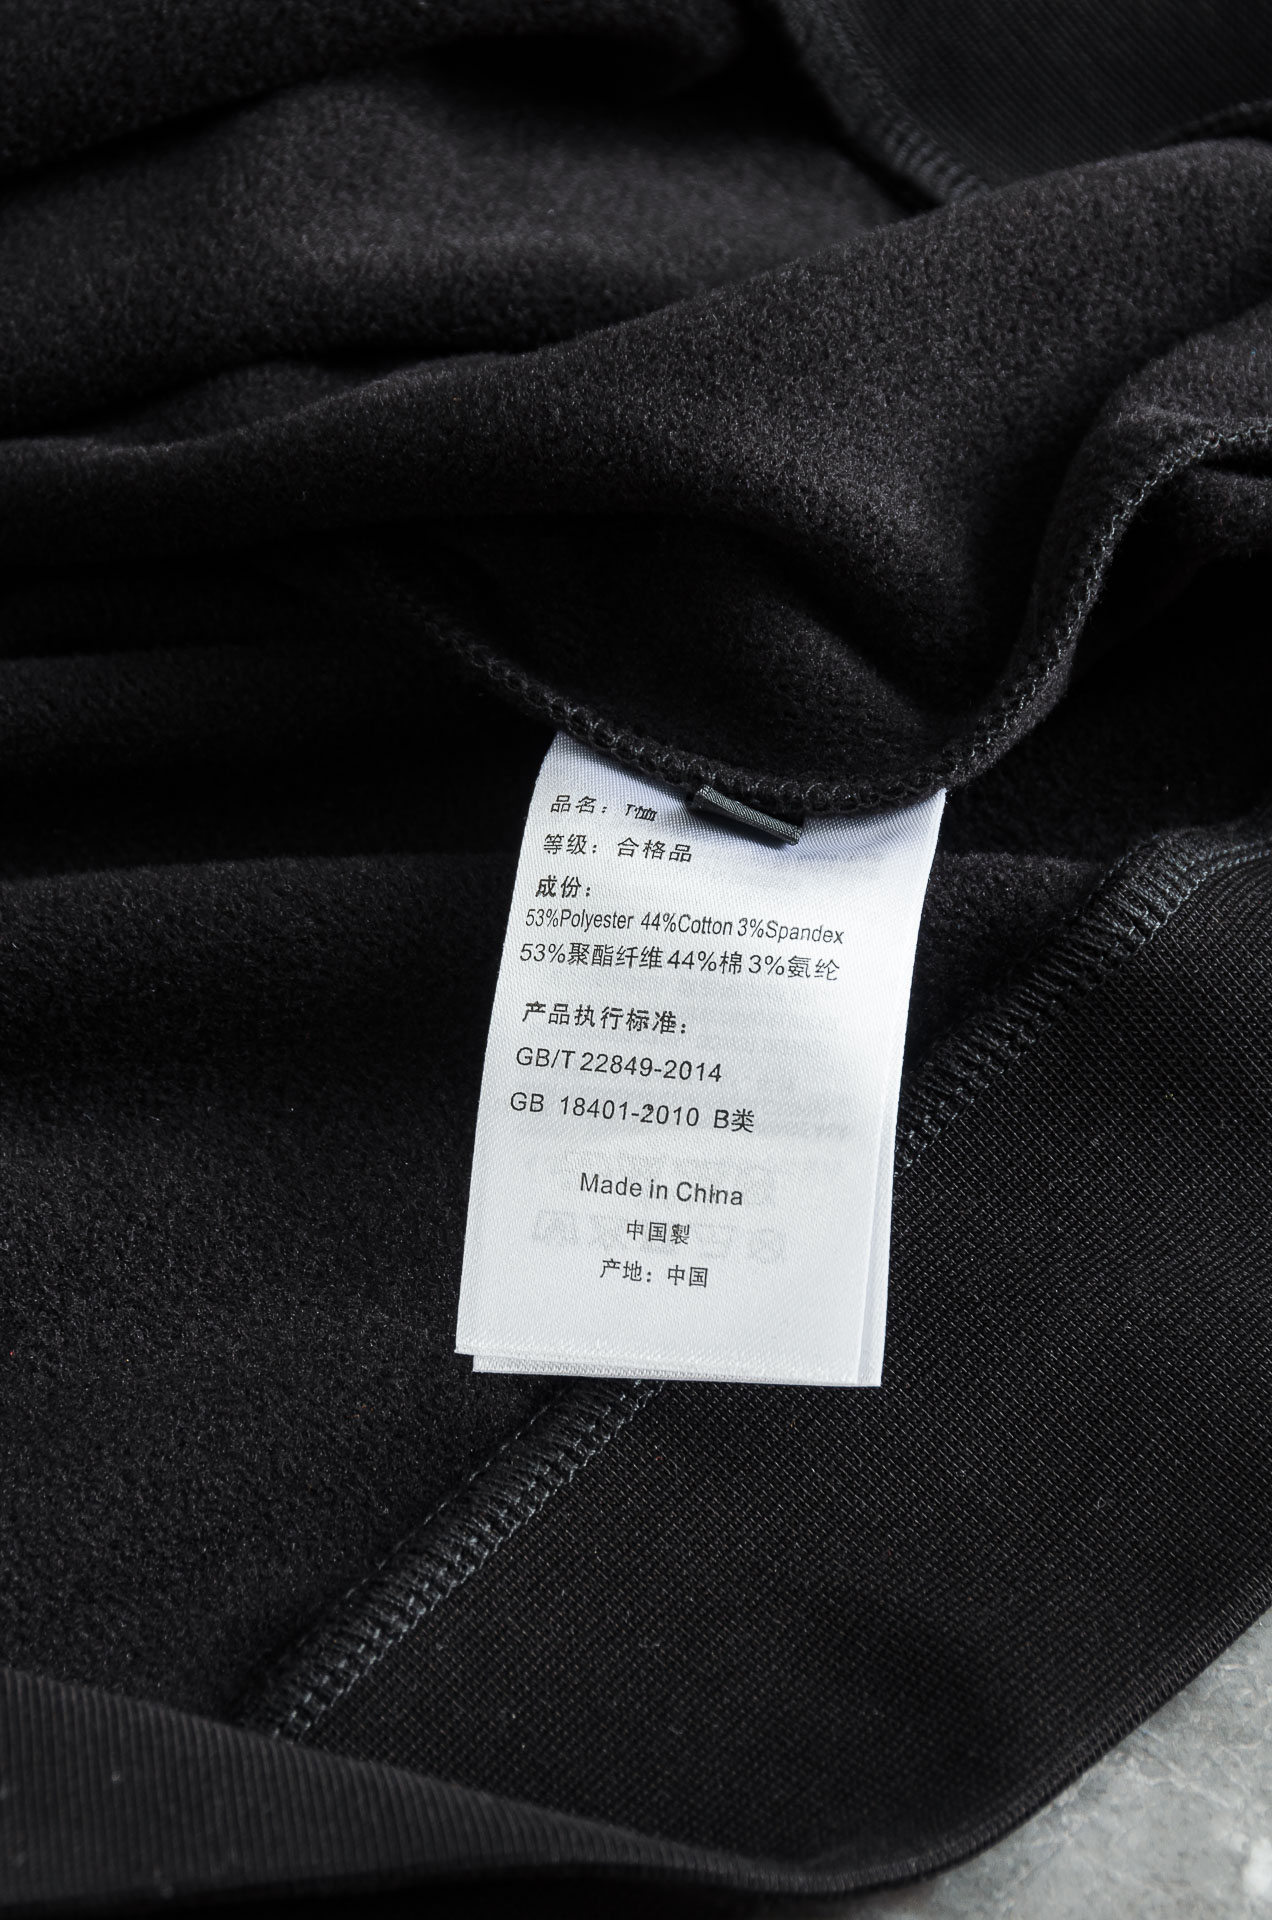 品名：T恤
等级：合格品
成份：
53%Polyester 44%Cotton 3%Spandex
53%聚酯纤维 44%棉 3%氨纶
产品执行标准：
GB/T 22849-2014
GB 18401-2010 B类
Made in China
中国製
产地：中国